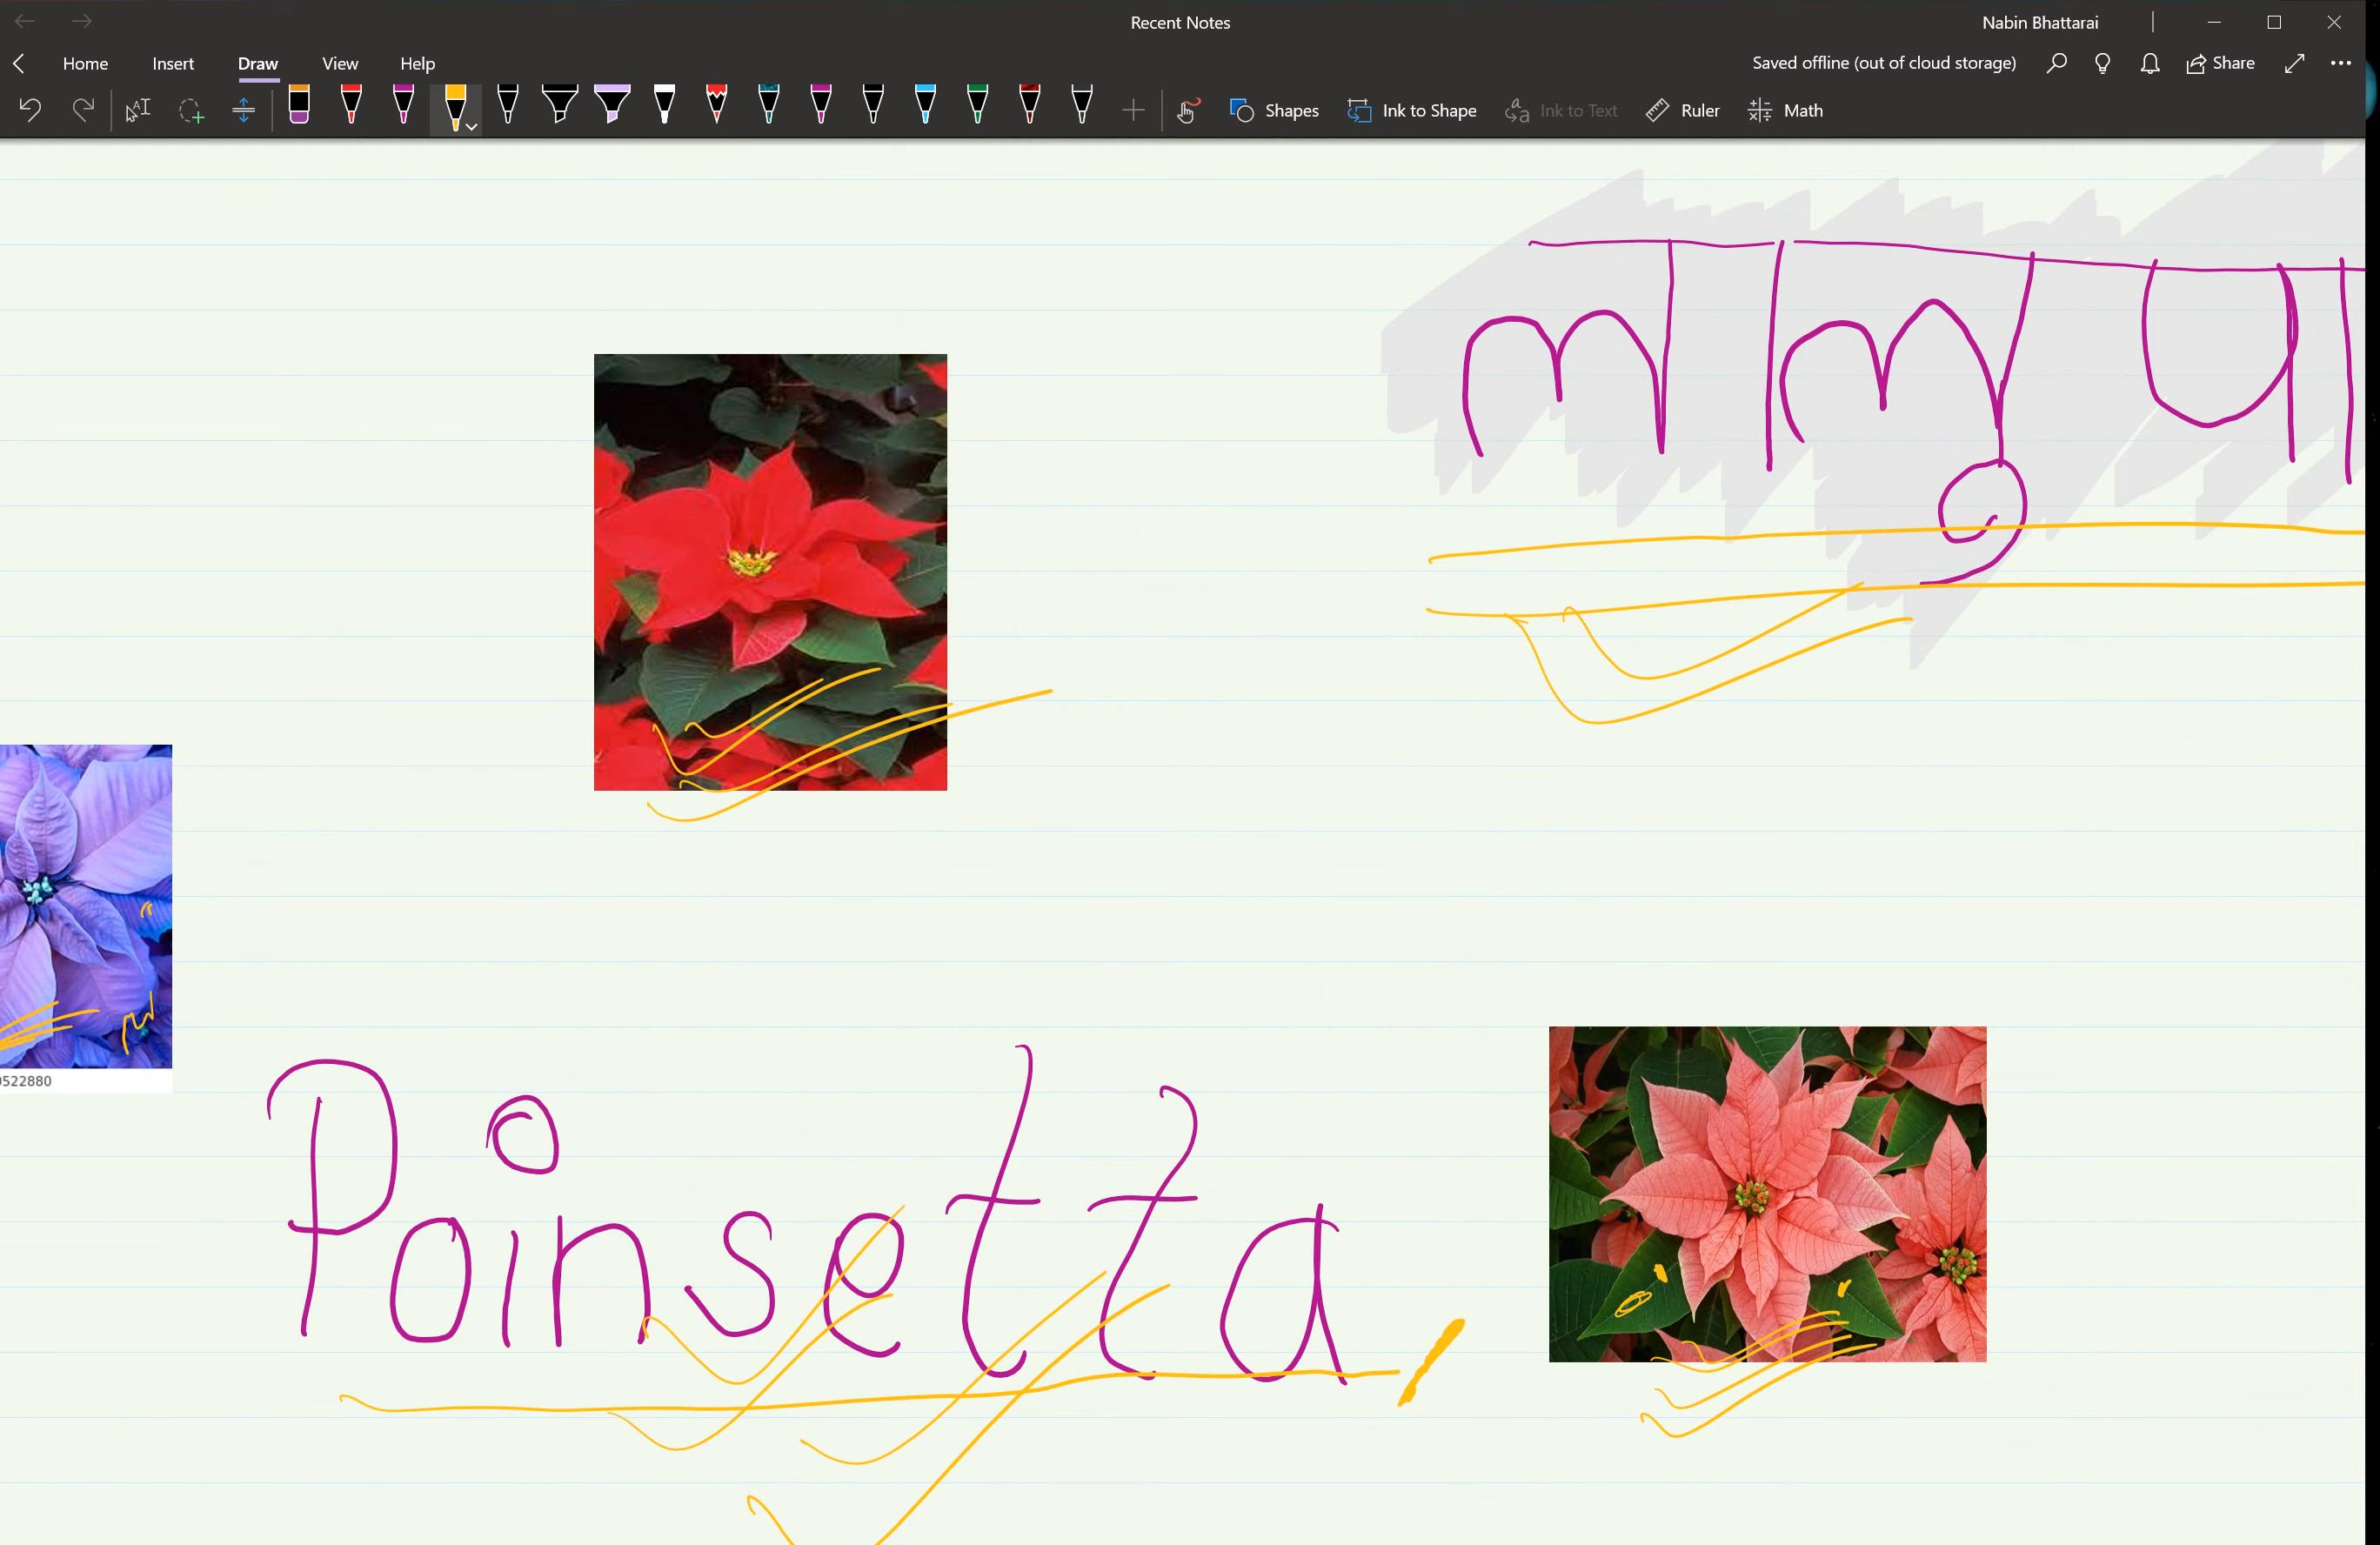 Recent Notes
Nabin Bhattarai
Home Insert Draw View Help
Saved offline (out of cloud storage)
Share
Shapes
Ink to Shape
Ink to Text
Ruler
Math
लालुपा
522880
Poinsetta